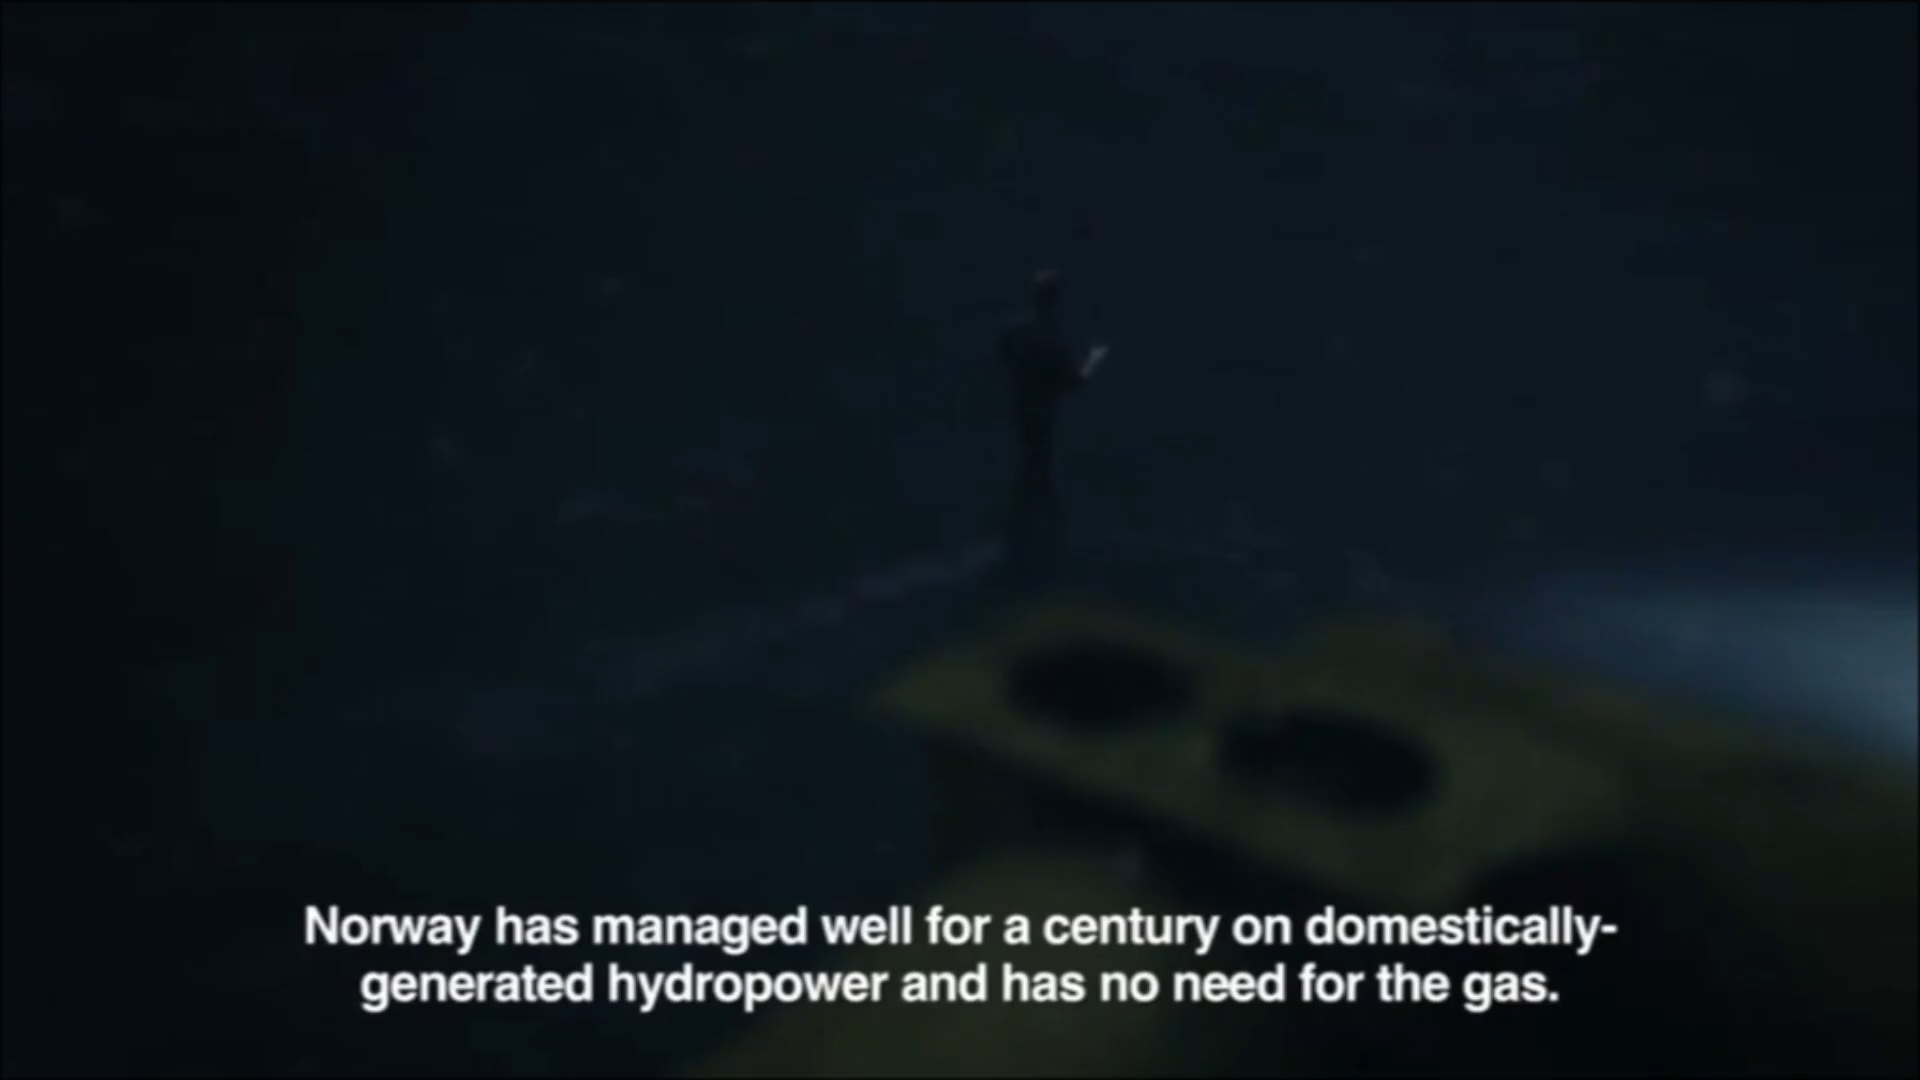 Norway has managed well for a century on domestically-
generated hydropower and has no need for the gas.